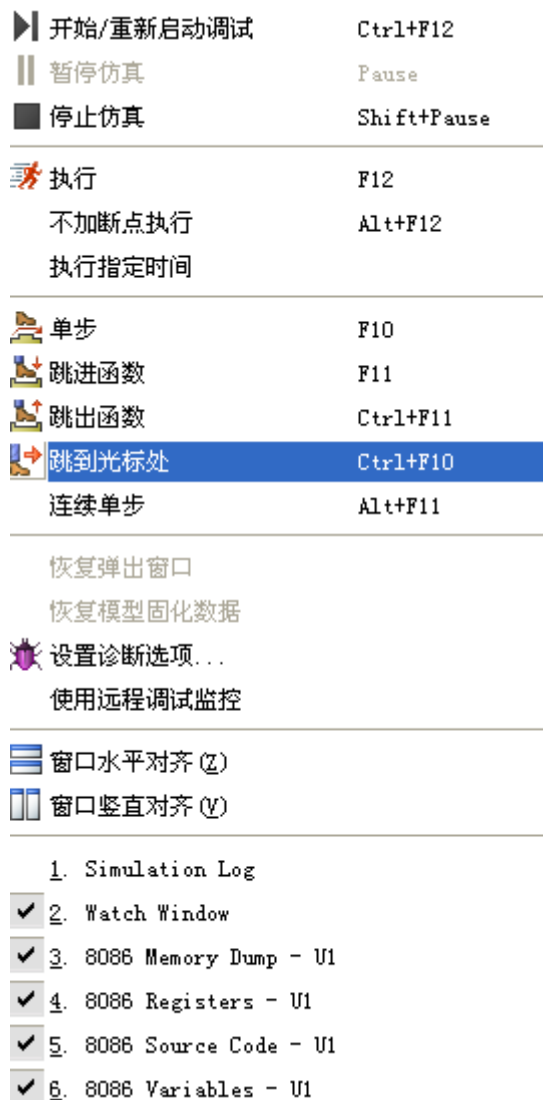 开始/重新启动调试 Ctrl+F12
暂停仿真 Pause
停止仿真 Shift+Pause
执行 F12
不加断点执行 Alt+F12
执行指定时间
单步 F10
跳进函数 F11
跳出函数 Ctrl+F11
跳到光标处 Ctrl+F10
连续单步 Alt+F11
恢复弹出窗口
恢复模型固化数据
设置诊断选项...
使用远程调试监控
窗口水平对齐(Z)
窗口竖直对齐(V)
1. Simulation Log
2. Watch Window
3. 8086 Memory Dump - U1
4. 8086 Registers - U1
5. 8086 Source Code - U1
6. 8086 Variables - U1